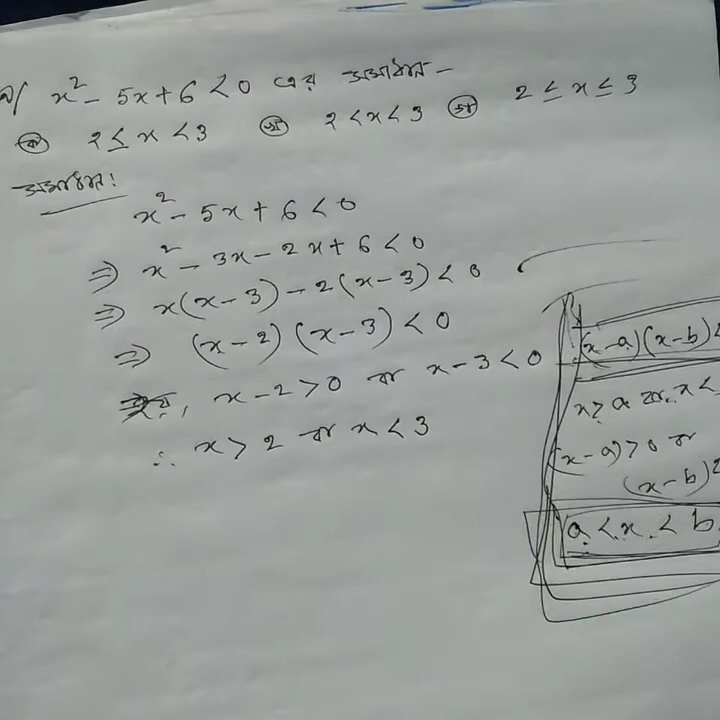 x² - 5x + 6 < 0 এর সমাধান -
ক 2 ≤ x < 3 খ 2 < x < 3 গ 2 ≤ x ≤ 3
সমাধান:
x² - 5x + 6 < 0
⇒ x² - 3x - 2x + 6 < 0
⇒ x(x-3) - 2(x-3) < 0
⇒ (x-2) (x-3) < 0
x - 2 > 0 বা x - 3 < 0
∴ x > 2 বা x < 3
(x-a)(x-b) <
x > a বা, x <
(x-a) > 0 বা
(x-b) <
a < x < b